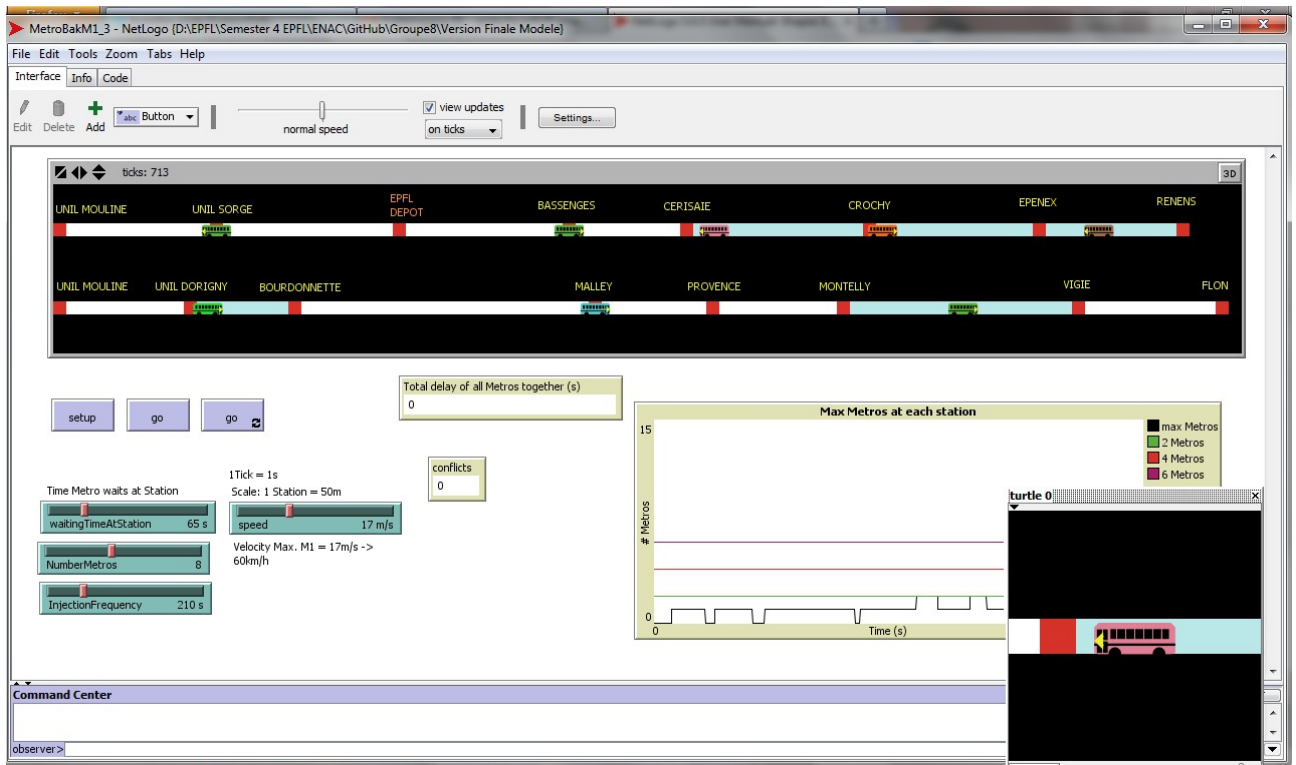 MetroBakM1_3 - NetLogo {D:\EPFL\Semester 4 EPFL\ENAC\GitHub\Groupe8\Version Finale Modele}
File Edit Tools Zoom Tabs Help
Interface Info Code
Edit Delete Add abc Button normal speed view updates on ticks Settings...
ticks: 713 3D
UNIL MOULINE UNIL SORGE EPFL DEPOT BASSENGES CERISAIE CROCHY EPENEX RENENS
UNIL MOULINE UNIL DORIGNY BOURDONNETTE MALLEY PROVENCE MONTELLY VIGIE FLON
setup go go
Total delay of all Metros together (s)
0
conflicts
0
Time Metro waits at Station
waitingTimeAtStation 65 s
NumberMetros 8
InjectionFrequency 210 s
1Tick = 1s
Scale: 1 Station = 50m
speed 17 m/s
Velocity Max. M1 = 17m/s ->
60km/h
Max Metros at each station
15
# Metros
0
0
Time (s)
max Metros
2 Metros
4 Metros
6 Metros
turtle 0
Command Center
observer>